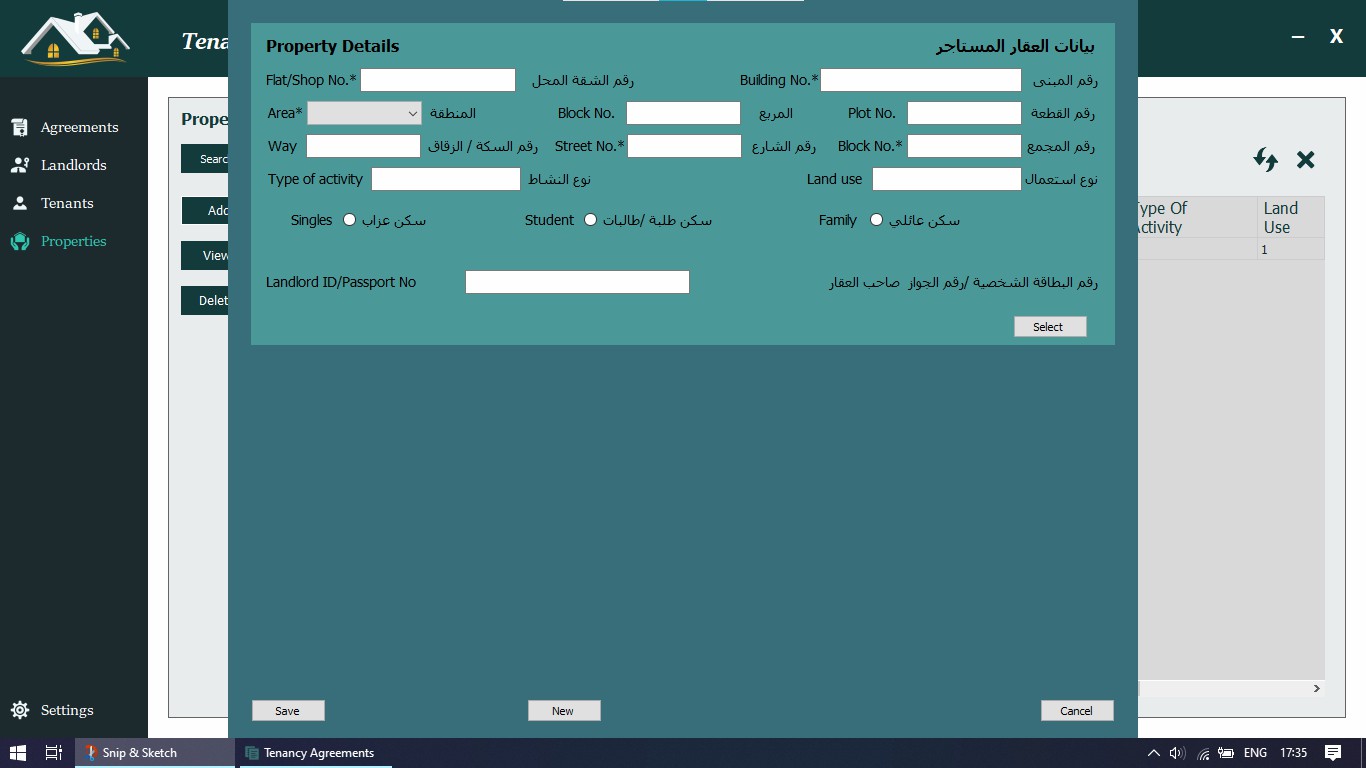 Tena
X
Agreements
Landlords
Tenants
Properties
Settings
Prope
Searc
Add
View
Delet
Property Details بيانات العقار المستاجر
Flat/Shop No.* رقم الشقة المحل Building No.* رقم المبنى
Area* المنطقة Block No. المربع Plot No. رقم القطعة
Way رقم السكة / الزقاق Street No.* رقم الشارع Block No.* رقم المجمع
Type of activity نوع النشاط Land use نوع استعمال
Singles سكن عزاب Student سكن طلبة /طالبات Family سكن عائلي
Landlord ID/Passport No رقم البطاقة الشخصية /رقم الجواز صاحب العقار
Select
Save New Cancel
Type Of Land
Activity Use
1
Snip & Sketch Tenancy Agreements ENG 17:35